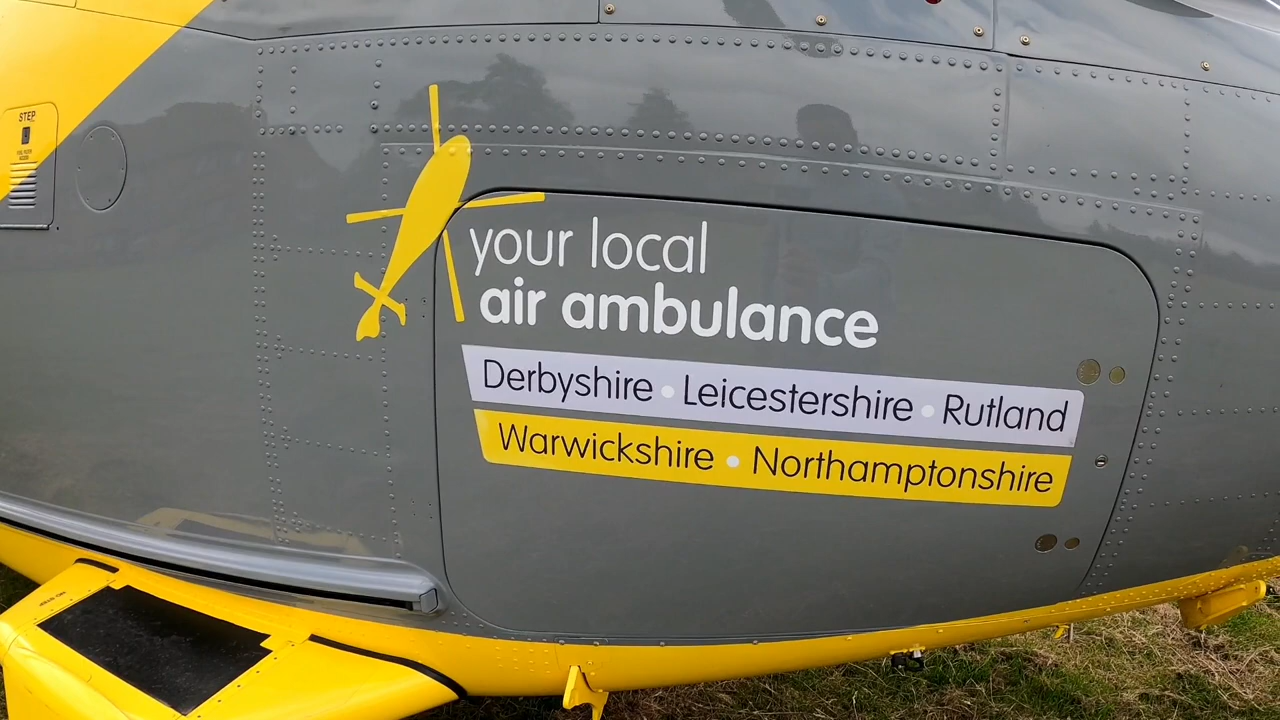 STEP
your local
air ambulance
Derbyshire • Leicestershire • Rutland
Warwickshire • Northamptonshire